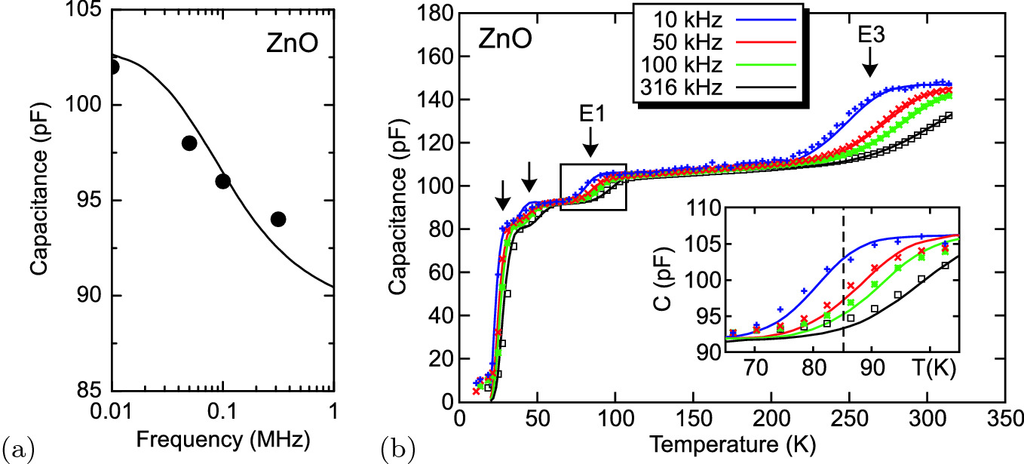 105
100
95
90
85
Capacitance (pF)
ZnO
0.01
0.1
1
Frequency (MHz)
(a)
180
160
140
120
100
80
60
40
20
0
Capacitance (pF)
ZnO
10 kHz
50 kHz
100 kHz
316 kHz
E3
E1
110
105
100
95
90
C (pF)
70
80
90
T(K)
0
50
100
150
200
250
300
350
Temperature (K)
(b)